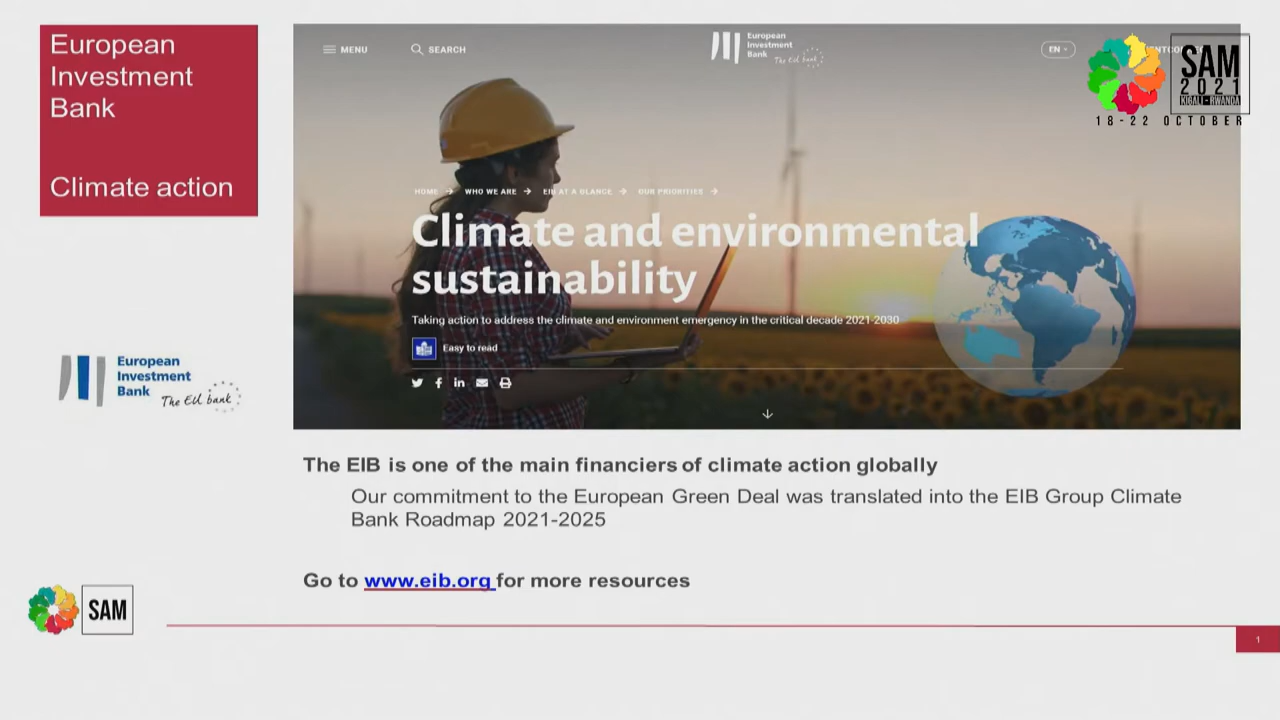 European
Investment
Bank
Climate action
MENU
SEARCH
European
Investment
Bank
The EU bank
EN
SAM
2021
KIGALI-RWANDA
18-22 OCTOBER
HOME → WHO WE ARE → EIB AT A GLANCE → OUR PRIORITIES →
Climate and environmental
sustainability
Taking action to address the climate and environment emergency in the critical decade 2021-2030
Easy to read
European
Investment
Bank
The EU bank
The EIB is one of the main financiers of climate action globally
Our commitment to the European Green Deal was translated into the EIB Group Climate
Bank Roadmap 2021-2025
Go to www.eib.org for more resources
SAM
1